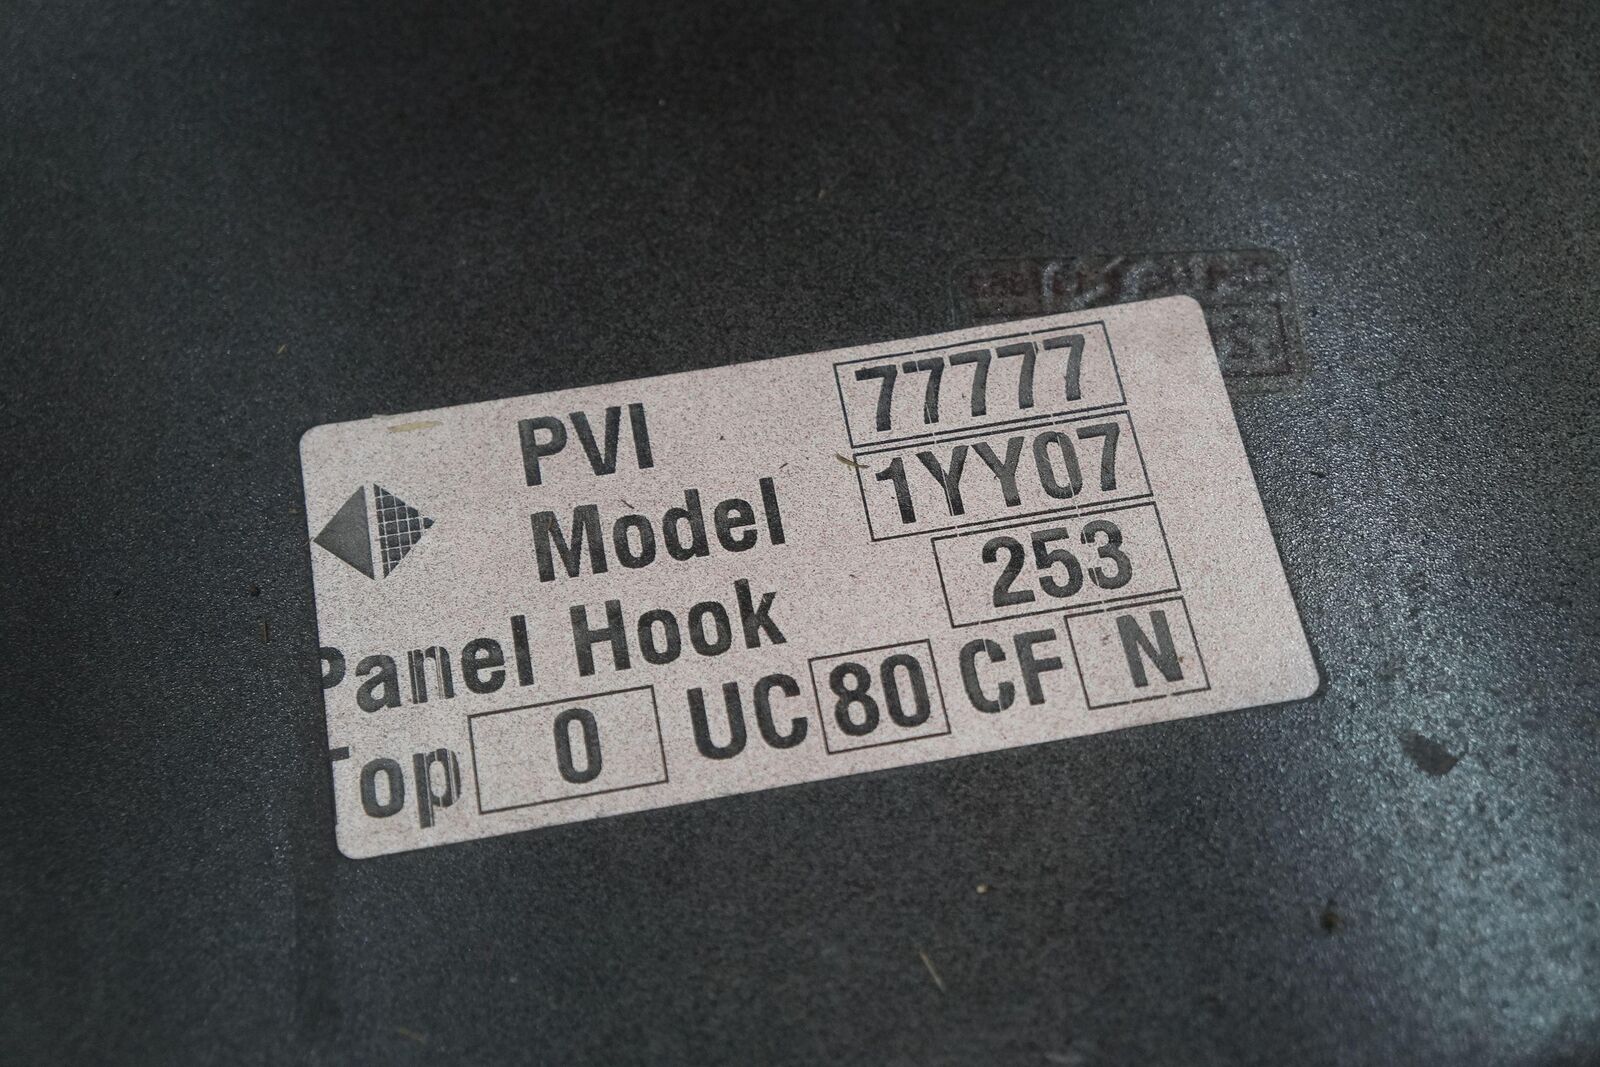 PVI 77777
Model 1YY07
Panel Hook 253
Top 0 UC 80 CF N